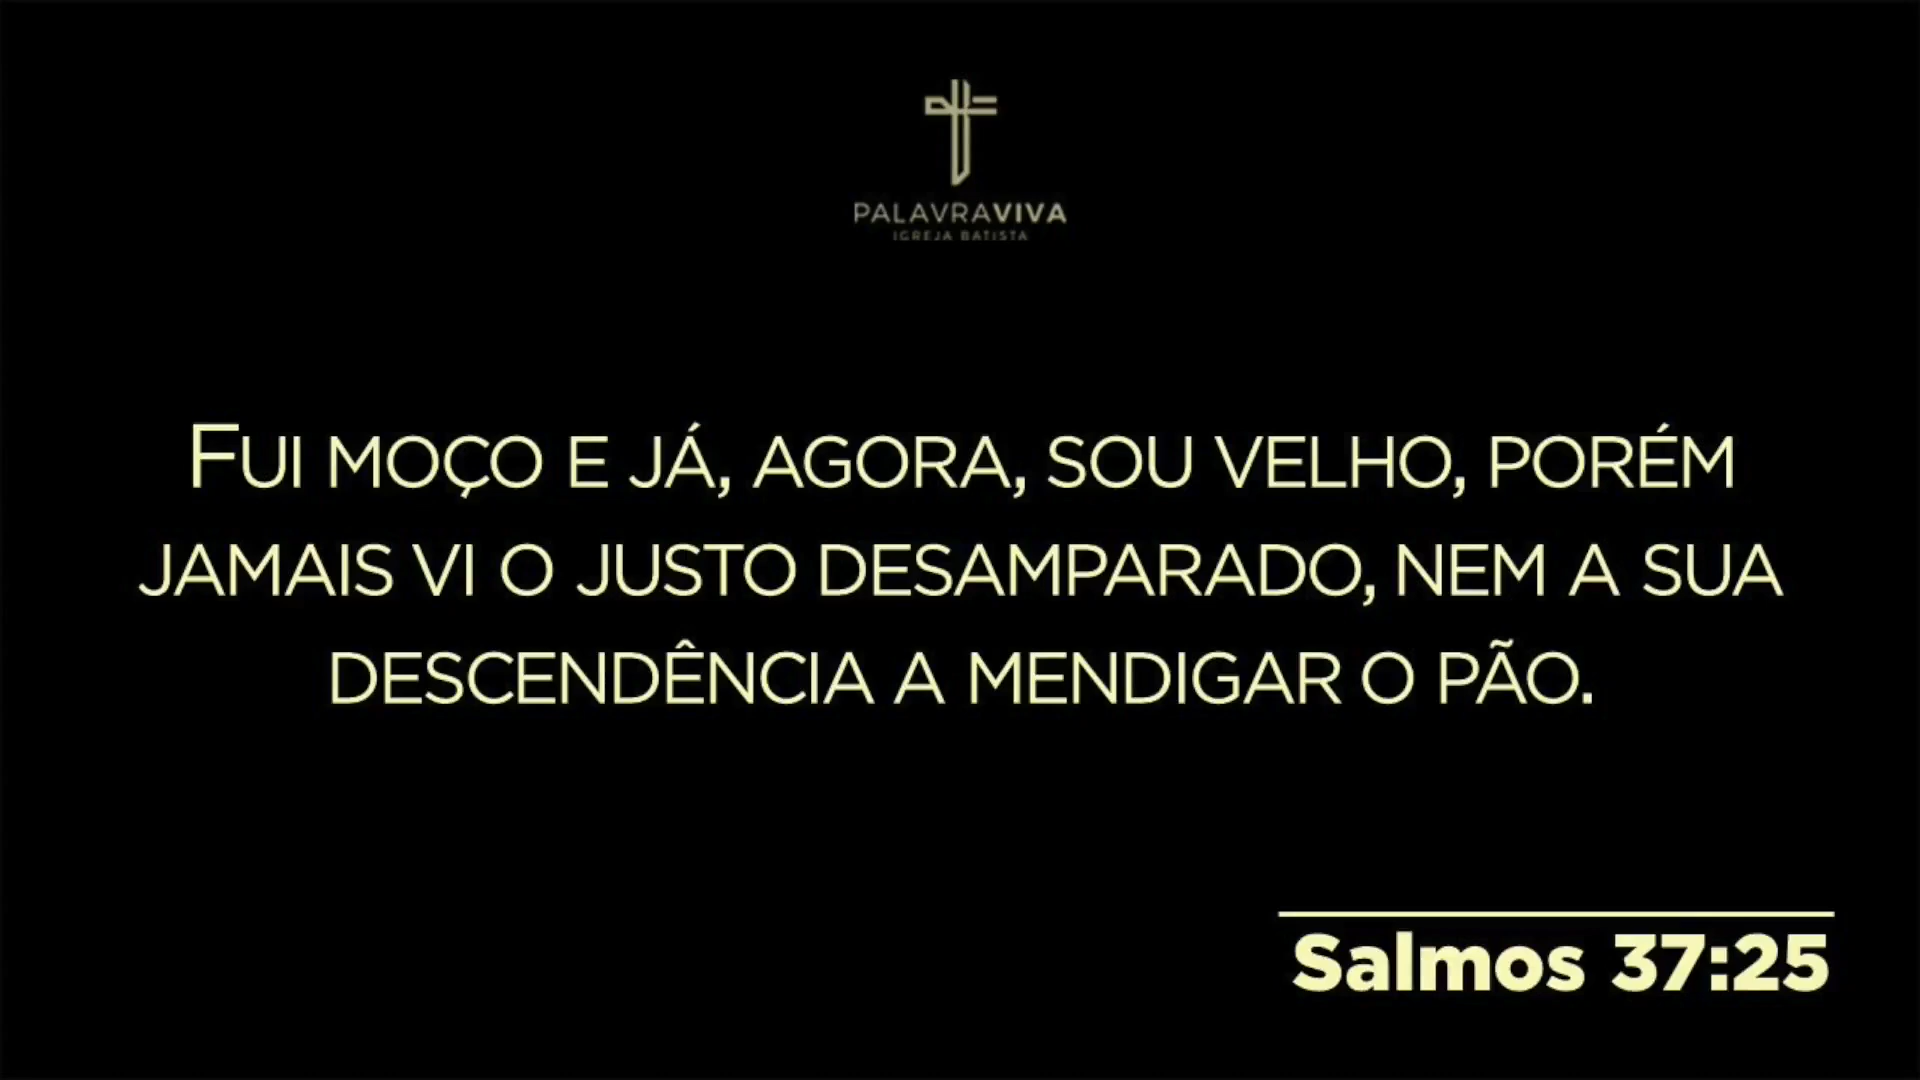 PALAVRAVIVA
IGREJA BATISTA
FUI MOÇO E JÁ, AGORA, SOU VELHO, PORÉM
JAMAIS VI O JUSTO DESAMPARADO, NEM A SUA
DESCENDÊNCIA A MENDIGAR O PÃO.
Salmos 37:25